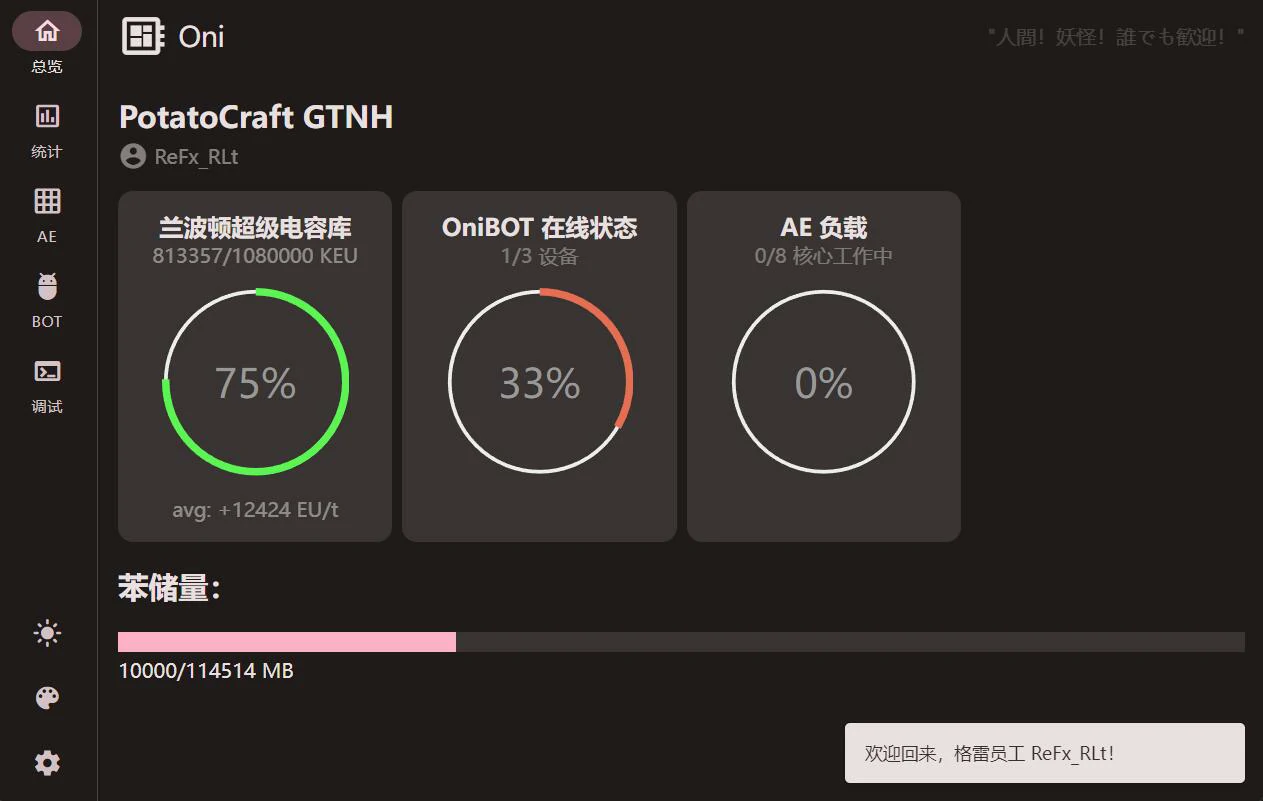 总览
统计
AE
BOT
调试
Oni
"人間！妖怪！誰でも歓迎！"
PotatoCraft GTNH
ReFx_RLt
兰波顿超级电容库
813357/1080000 KEU
75%
avg: +12424 EU/t
OniBOT 在线状态
1/3 设备
33%
AE 负载
0/8 核心工作中
0%
苯储量：
10000/114514 MB
欢迎回来，格雷员工 ReFx_RLt！